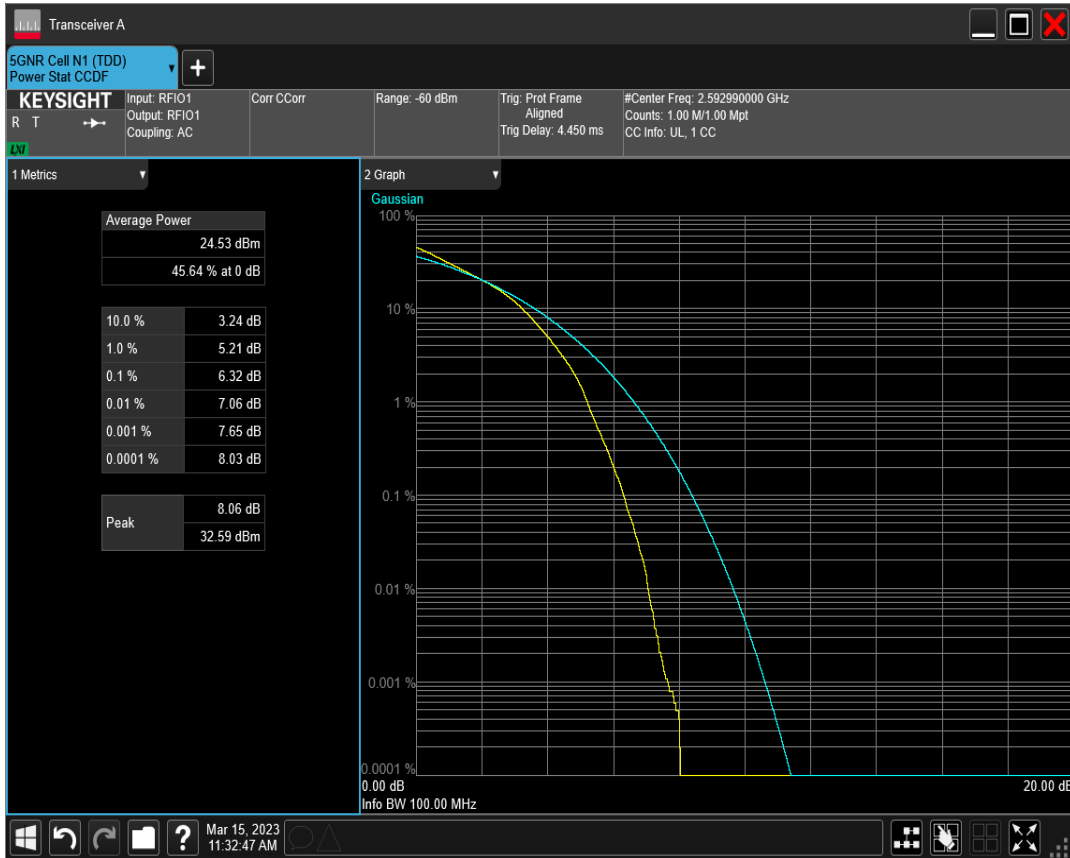 Transceiver A
5GNR Cell N1 (TDD)
Power Stat CCDF
+
KEYSIGHT
R T
LXI
Input: RFIO1
Output: RFIO1
Coupling: AC
Corr CCorr
Range: -60 dBm
Trig: Prot Frame
Aligned
Trig Delay: 4.450 ms
#Center Freq: 2.592990000 GHz
Counts: 1.00 M/1.00 Mpt
CC Info: UL, 1 CC
1 Metrics
Average Power
24.53 dBm
45.64 % at 0 dB
10.0 % 3.24 dB
1.0 % 5.21 dB
0.1 % 6.32 dB
0.01 % 7.06 dB
0.001 % 7.65 dB
0.0001 % 8.03 dB
Peak 8.06 dB
32.59 dBm
2 Graph
Gaussian
100 %
10 %
1 %
0.1 %
0.01 %
0.001 %
0.0001 %
0.00 dB 20.00 dB
Info BW 100.00 MHz
?
Mar 15, 2023
11:32:47 AM